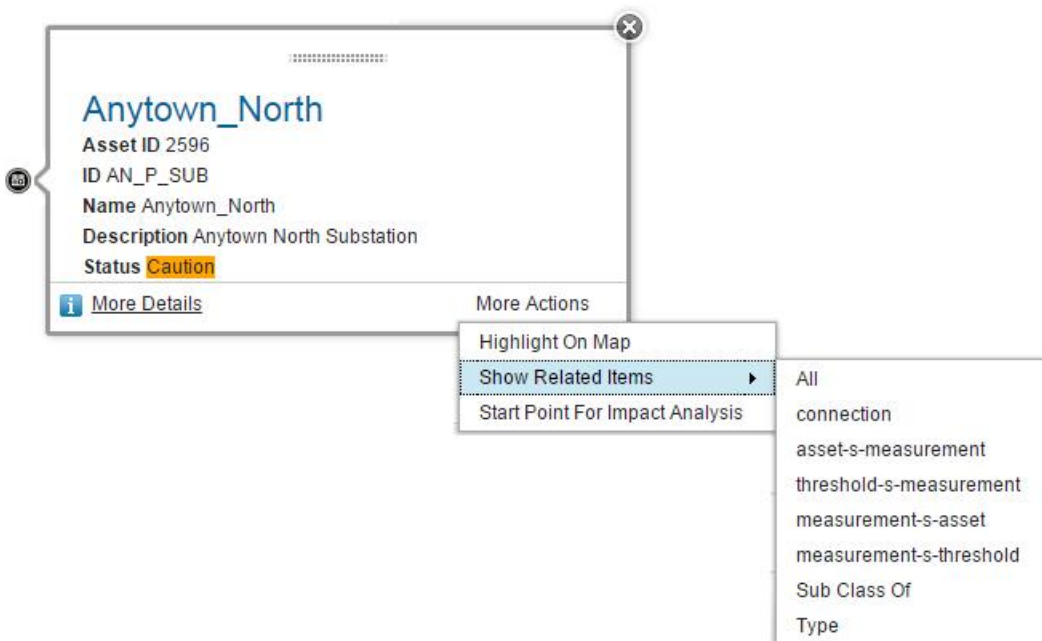 Anytown_North
Asset ID 2596
ID AN_P_SUB
Name Anytown_North
Description Anytown North Substation
Status Caution
More Details
More Actions
Highlight On Map
Show Related Items
Start Point For Impact Analysis
All
connection
asset-s-measurement
threshold-s-measurement
measurement-s-asset
measurement-s-threshold
Sub Class Of
Type